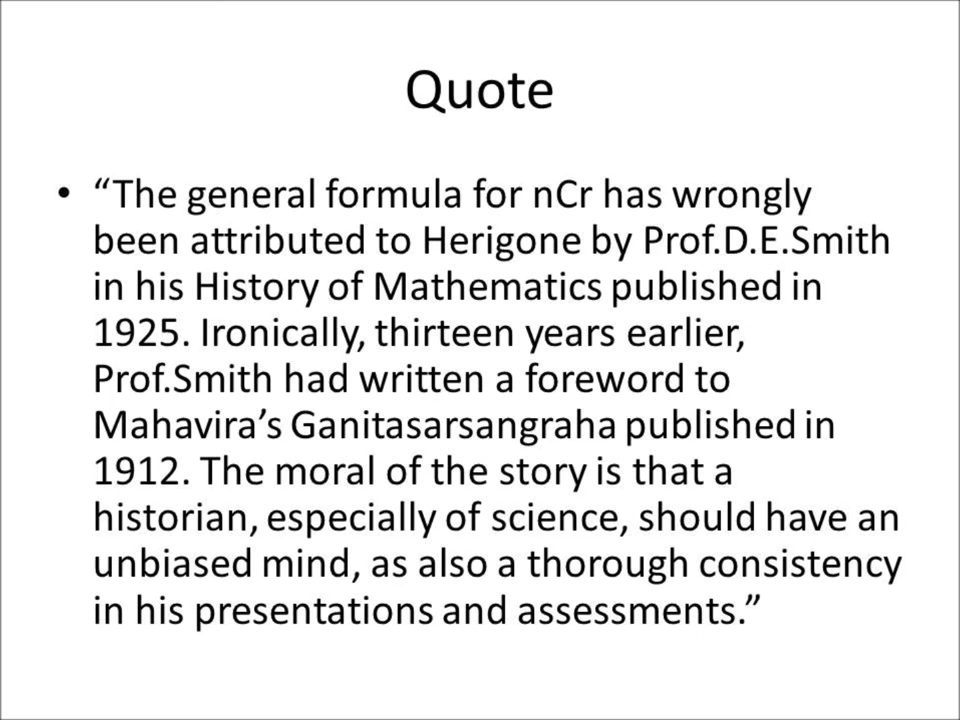 Quote
• “The general formula for nCr has wrongly
been attributed to Herigone by Prof.D.E.Smith
in his History of Mathematics published in
1925. Ironically, thirteen years earlier,
Prof.Smith had written a foreword to
Mahavira’s Ganitasarsangraha published in
1912. The moral of the story is that a
historian, especially of science, should have an
unbiased mind, as also a thorough consistency
in his presentations and assessments.”